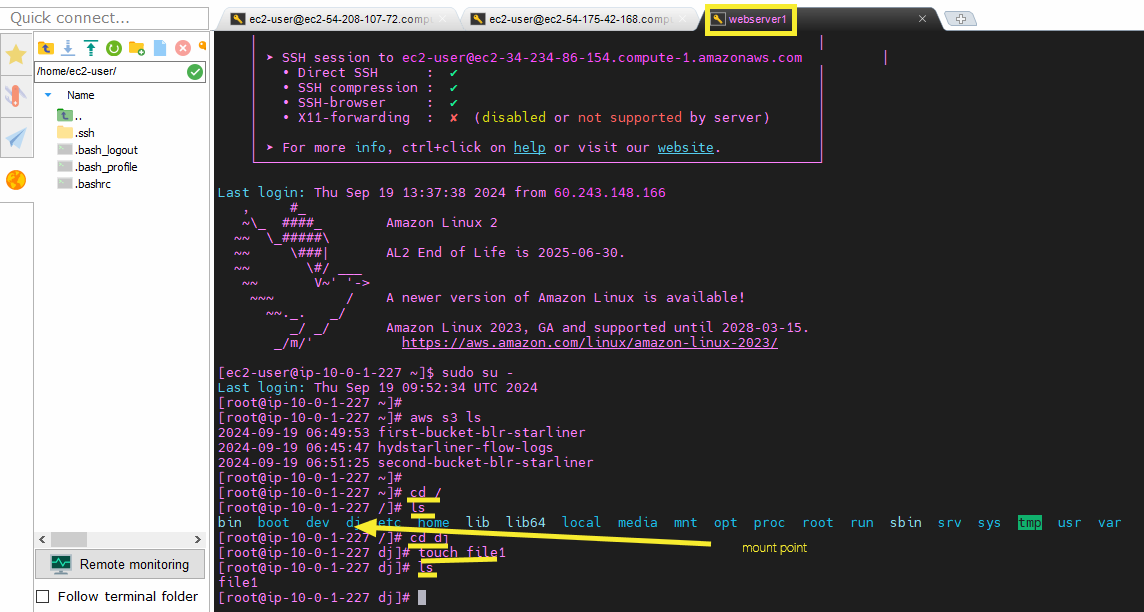 Quick connect...
ec2-user@ec2-54-208-107-72.compu
ec2-user@ec2-54-175-42-168.comp
webserver1
/home/ec2-user/
Name
..
.ssh
.bash_logout
.bash_profile
.bashrc
➤ SSH session to ec2-user@ec2-34-234-86-154.compute-1.amazonaws.com
• Direct SSH : ✔
• SSH compression : ✔
• SSH-browser : ✔
• X11-forwarding : ✘ (disabled or not supported by server)
➤ For more info, ctrl+click on help or visit our website.
Last login: Thu Sep 19 13:37:38 2024 from 60.243.148.166
, #_
~\_ ####_ Amazon Linux 2
~~ \_#####\
~~ \###| AL2 End of Life is 2025-06-30.
~~ \#/ ___
~~ V~' '->
~~~ / A newer version of Amazon Linux is available!
~~._. _/
_/ _/ Amazon Linux 2023, GA and supported until 2028-03-15.
_/m/' https://aws.amazon.com/linux/amazon-linux-2023/
[ec2-user@ip-10-0-1-227 ~]$ sudo su -
Last login: Thu Sep 19 09:52:34 UTC 2024
[root@ip-10-0-1-227 ~]#
[root@ip-10-0-1-227 ~]# aws s3 ls
2024-09-19 06:49:53 first-bucket-blr-starliner
2024-09-19 06:45:47 hydstarliner-flow-logs
2024-09-19 06:51:25 second-bucket-blr-starliner
[root@ip-10-0-1-227 ~]#
[root@ip-10-0-1-227 ~]# cd /
[root@ip-10-0-1-227 /]# ls
bin boot dev dj etc home lib lib64 local media mnt opt proc root run sbin srv sys tmp usr var
[root@ip-10-0-1-227 /]# cd dj
[root@ip-10-0-1-227 dj]# touch file1
[root@ip-10-0-1-227 dj]# ls
file1
[root@ip-10-0-1-227 dj]#
mount point
Remote monitoring
Follow terminal folder